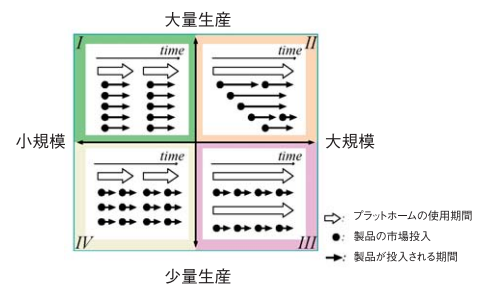 大量生産
I
II
time
time
小規模
大規模
time
time
IV
III
少量生産
: プラットホームの使用期間
: 製品の市場投入
: 製品が投入される期間